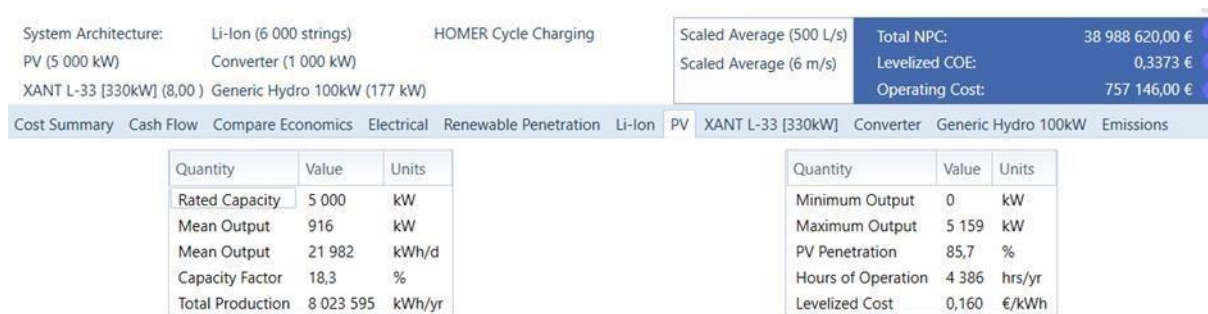 System Architecture: Li-Ion (6 000 strings) HOMER Cycle Charging
PV (5 000 kW) Converter (1 000 kW)
XANT L-33 [330kW] (8,00 ) Generic Hydro 100kW (177 kW)
Scaled Average (500 L/s)
Scaled Average (6 m/s)
Total NPC: 38 988 620,00 €
Levelized COE: 0,3373 €
Operating Cost: 757 146,00 €
Cost Summary Cash Flow Compare Economics Electrical Renewable Penetration Li-Ion PV XANT L-33 [330kW] Converter Generic Hydro 100kW Emissions
Quantity Value Units
Rated Capacity 5 000 kW
Mean Output 916 kW
Mean Output 21 982 kWh/d
Capacity Factor 18,3 %
Total Production 8 023 595 kWh/yr
Quantity Value Units
Minimum Output 0 kW
Maximum Output 5 159 kW
PV Penetration 85,7 %
Hours of Operation 4 386 hrs/yr
Levelized Cost 0,160 €/kWh